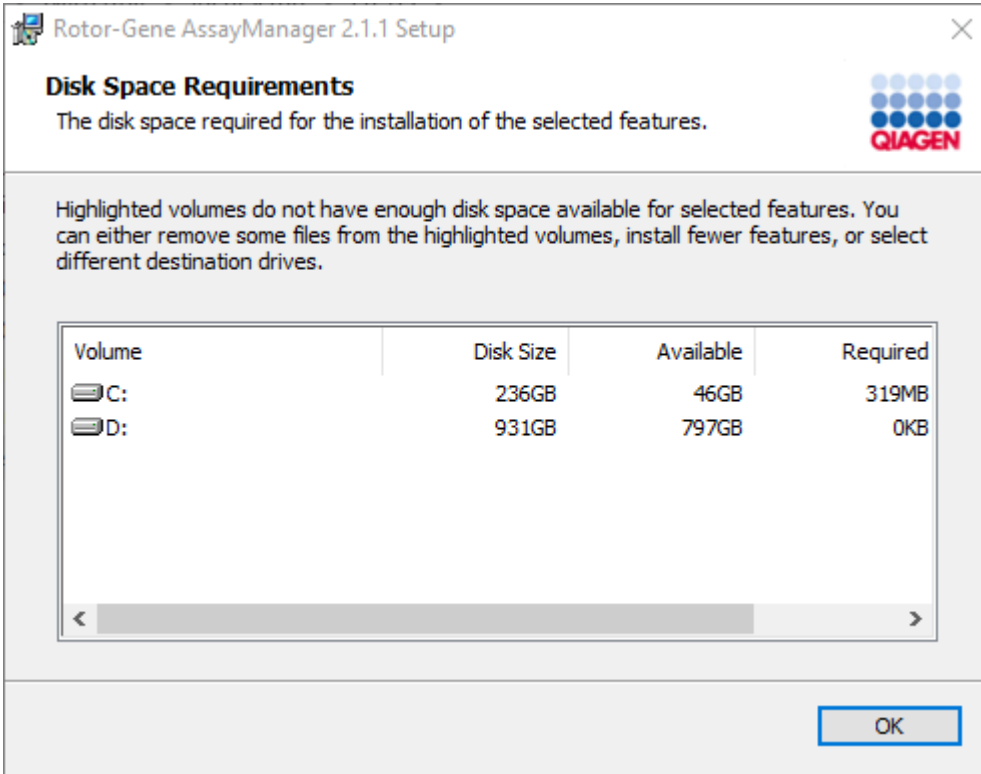 Rotor-Gene AssayManager 2.1.1 Setup
Disk Space Requirements
The disk space required for the installation of the selected features.
QIAGEN
Highlighted volumes do not have enough disk space available for selected features. You
can either remove some files from the highlighted volumes, install fewer features, or select
different destination drives.
Volume Disk Size Available Required
C: 236GB 46GB 319MB
D: 931GB 797GB 0KB
OK